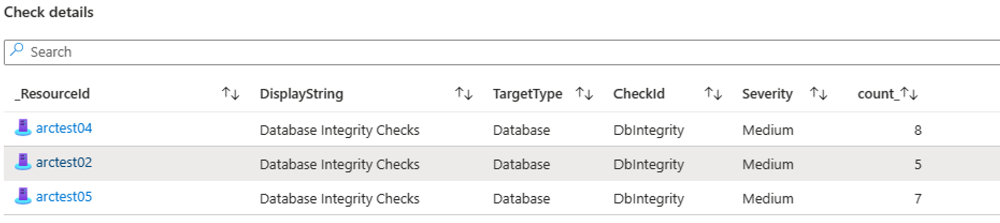 Check details
Search
_ResourceId ↑↓ DisplayString ↑↓ TargetType ↑↓ CheckId ↑↓ Severity ↑↓ count_↑↓
arctest04 Database Integrity Checks Database DbIntegrity Medium 8
arctest02 Database Integrity Checks Database DbIntegrity Medium 5
arctest05 Database Integrity Checks Database DbIntegrity Medium 7